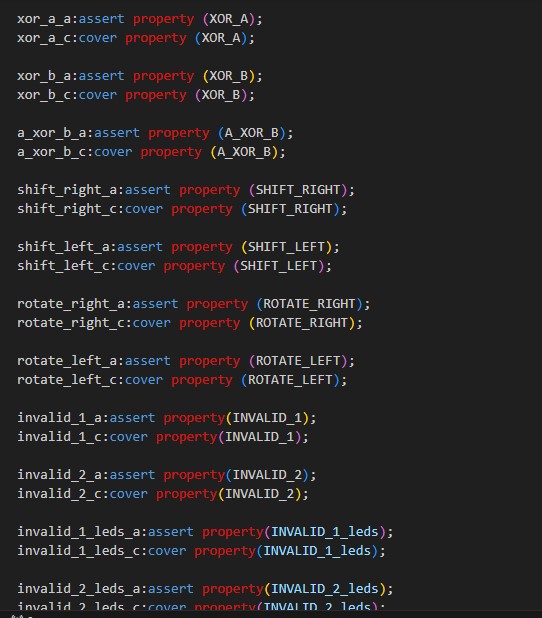 xor_a_a:assert property (XOR_A);
xor_a_c:cover property (XOR_A);
xor_b_a:assert property (XOR_B);
xor_b_c:cover property (XOR_B);
a_xor_b_a:assert property (A_XOR_B);
a_xor_b_c:cover property (A_XOR_B);
shift_right_a:assert property (SHIFT_RIGHT);
shift_right_c:cover property (SHIFT_RIGHT);
shift_left_a:assert property (SHIFT_LEFT);
shift_left_c:cover property (SHIFT_LEFT);
rotate_right_a:assert property (ROTATE_RIGHT);
rotate_right_c:cover property (ROTATE_RIGHT);
rotate_left_a:assert property (ROTATE_LEFT);
rotate_left_c:cover property (ROTATE_LEFT);
invalid_1_a:assert property(INVALID_1);
invalid_1_c:cover property(INVALID_1);
invalid_2_a:assert property(INVALID_2);
invalid_2_c:cover property(INVALID_2);
invalid_1_leds_a:assert property(INVALID_1_leds);
invalid_1_leds_c:cover property(INVALID_1_leds);
invalid_2_leds_a:assert property(INVALID_2_leds);
invalid_2_leds_c:cover property(INVALID_2_leds);